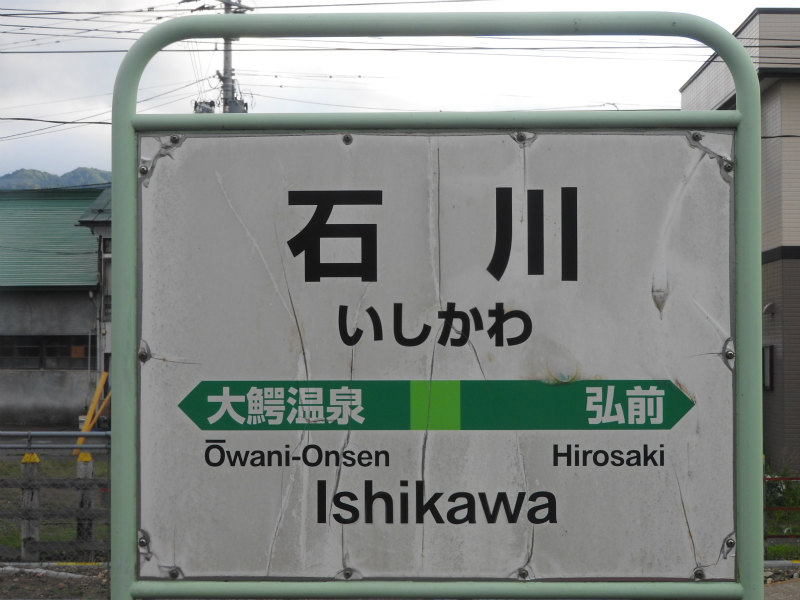 石川
いしかわ
大鰐温泉 弘前
Ōwani-Onsen Hirosaki
Ishikawa